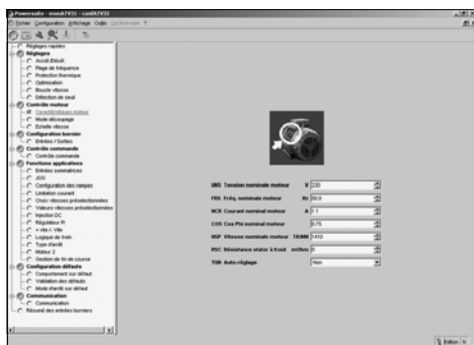 Powersuite - monATV31 - confATV31
Fichier Configuration Affichage Outils ?
Réglages rapides
Réglages
Accél./Décél.
Plage de fréquence
Protection thermique
Optimisation
Boucle vitesse
Détection de seuil
Contrôle moteur
Caractéristiques moteur
Mode découpage
Echelle vitesse
Configuration bornier
Entrées / Sorties
Contrôle commande
Contrôle commande
Fonctions applicatives
Entrées sommatrices
JOG
Configuration des rampes
Limitation courant
Choix vitesses présélectionnées
Valeurs vitesses présélectionnées
Injection DC
Régulateur PI
+ vite /- Vite
Logique de frein
Type d'arrêt
Moteur 2
Gestion de fin de course
Configuration défauts
Comportement sur défaut
Validation des défauts
Mode d'arrêt sur défaut
Communication
Communication
Résumé des entrées borniers
UNS Tension nominale moteur V 230
FRS Fréq. nominale moteur Hz 50.0
NCR Courant nominal moteur A 1.1
COS Cos Phi nominal moteur 0.75
NSP Vitesse nominale moteur TR/MN 1410
RSC Résistance stator à froid mOhm 0
TUN Auto-réglage Non